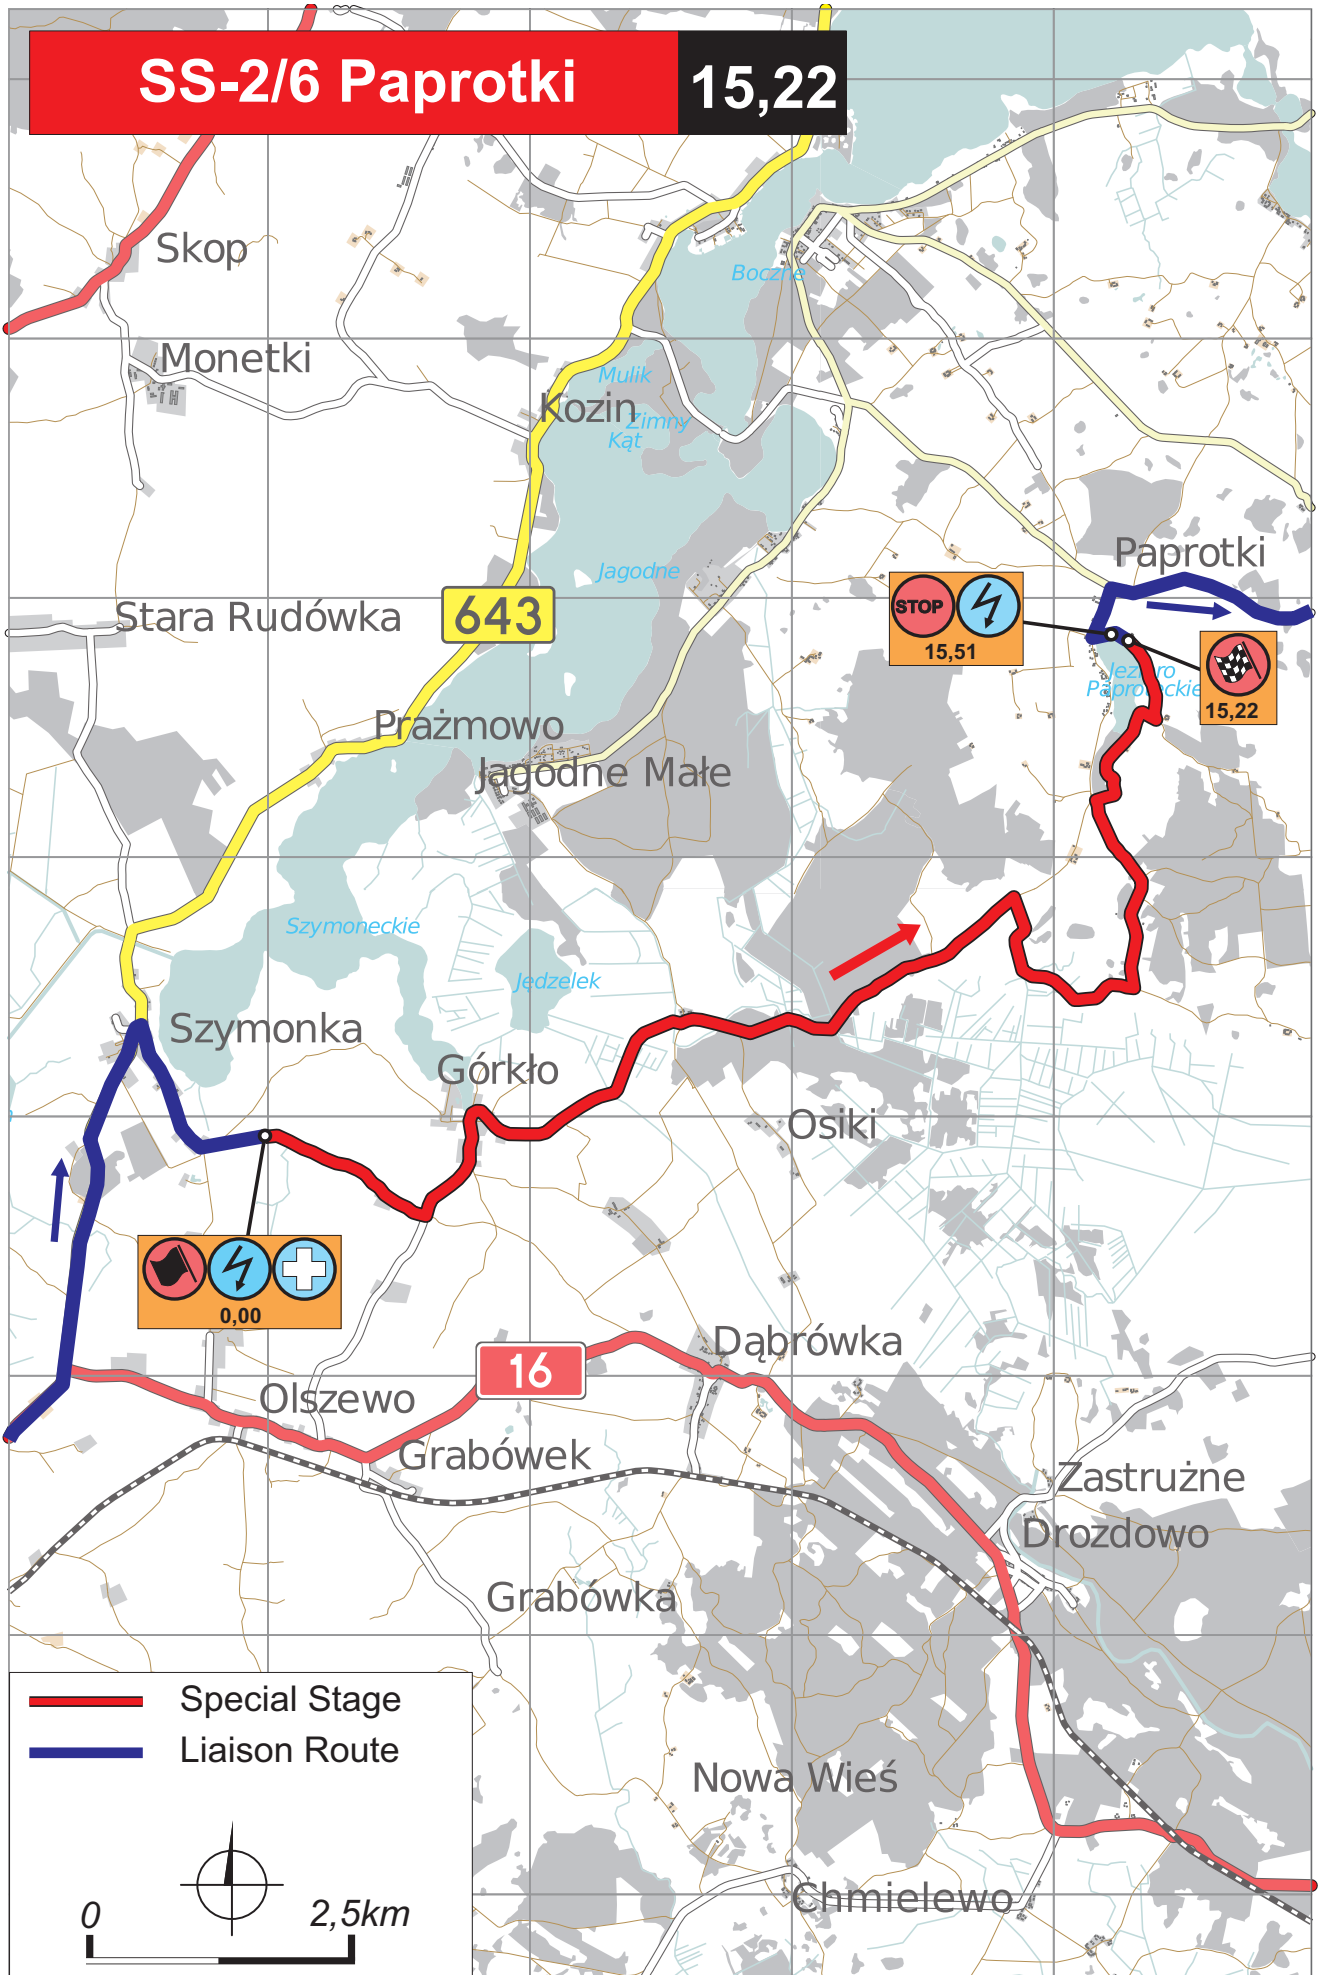 SS-2/6 Paprotki 15,22
Skop
Boczne
Monetki
Mulik
Kozin
Zimny
Kąt
Paprotki
Jagodne
STOP
15,51
643
Stara Rudówka
Jezioro
Paproteckie
15,22
Prażmowo
Jagodne Małe
Szymoneckie
Jędzelek
Szymonka
Górkło
Osiki
0,00
Dąbrówka
16
Olszewo
Grabówek
Zastrużne
Drozdowo
Grabówka
Special Stage
Liaison Route
Nowa Wieś
Chmielewo
0 2,5km